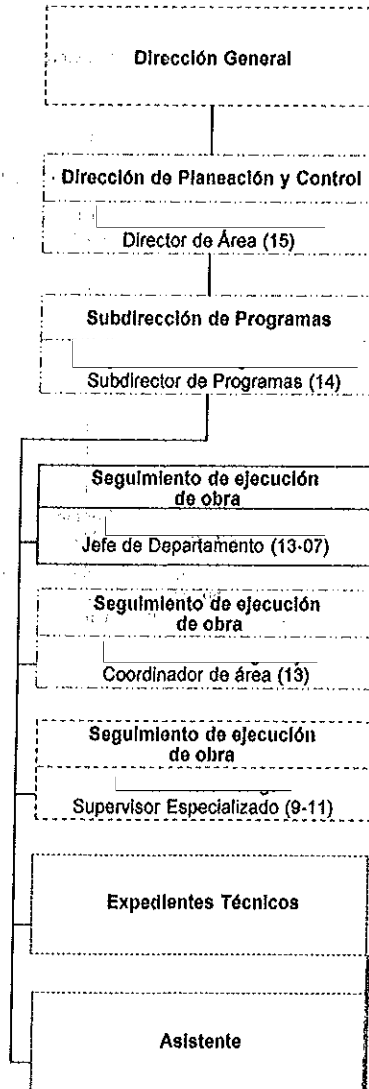 Dirección General
Dirección de Planeación y Control
Director de Área (15)
Subdirección de Programas
Subdirector de Programas (14)
Seguimiento de ejecución
de obra
Jefe de Departamento (13-07)
Seguimiento de ejecución
de obra
Coordinador de área (13)
Seguimiento de ejecución
de obra
Supervisor Especializado (9-11)
Expedientes Técnicos
Asistente